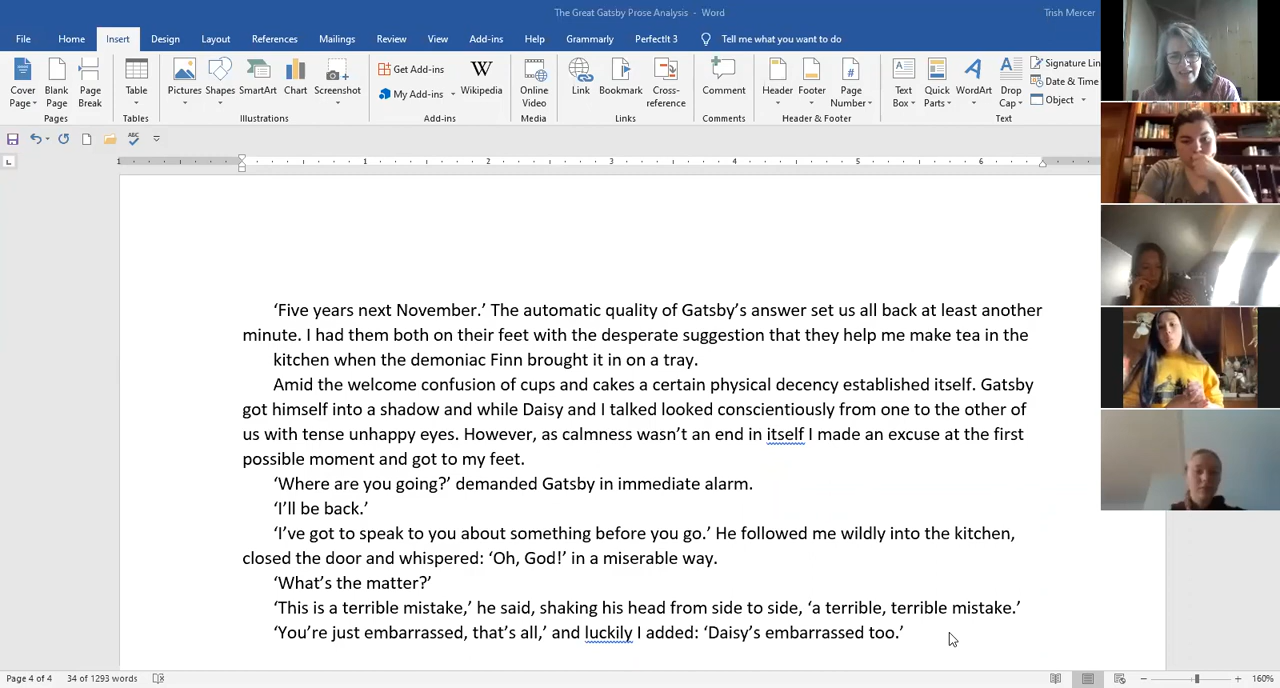 The Great Gatsby Prose Analysis - Word
Trish Mercer
File Home Insert Design Layout References Mailings Review View Add-ins Help Grammarly PerfectIt 3 Tell me what you want to do
Cover Page
Blank Page
Page Break
Pages
Table
Tables
Pictures
Shapes
SmartArt
Chart
Screenshot
Illustrations
Get Add-ins
My Add-ins
W
Wikipedia
Add-ins
Online Video
Media
Link
Bookmark
Cross-reference
Links
Comment
Comments
Header
Footer
Page Number
Header & Footer
Text Box
Quick Parts
WordArt
Drop Cap
Signature Lin
Date & Time
Object
Text
ABC
1 1 2 3 4 5 6
‘Five years next November.’ The automatic quality of Gatsby’s answer set us all back at least another
minute. I had them both on their feet with the desperate suggestion that they help me make tea in the
kitchen when the demoniac Finn brought it in on a tray.
Amid the welcome confusion of cups and cakes a certain physical decency established itself. Gatsby
got himself into a shadow and while Daisy and I talked looked conscientiously from one to the other of
us with tense unhappy eyes. However, as calmness wasn’t an end in itself I made an excuse at the first
possible moment and got to my feet.
‘Where are you going?’ demanded Gatsby in immediate alarm.
‘I’ll be back.’
‘I’ve got to speak to you about something before you go.’ He followed me wildly into the kitchen,
closed the door and whispered: ‘Oh, God!’ in a miserable way.
‘What’s the matter?’
‘This is a terrible mistake,’ he said, shaking his head from side to side, ‘a terrible, terrible mistake.’
‘You’re just embarrassed, that’s all,’ and luckily I added: ‘Daisy’s embarrassed too.’
Page 4 of 4 34 of 1293 words
160%